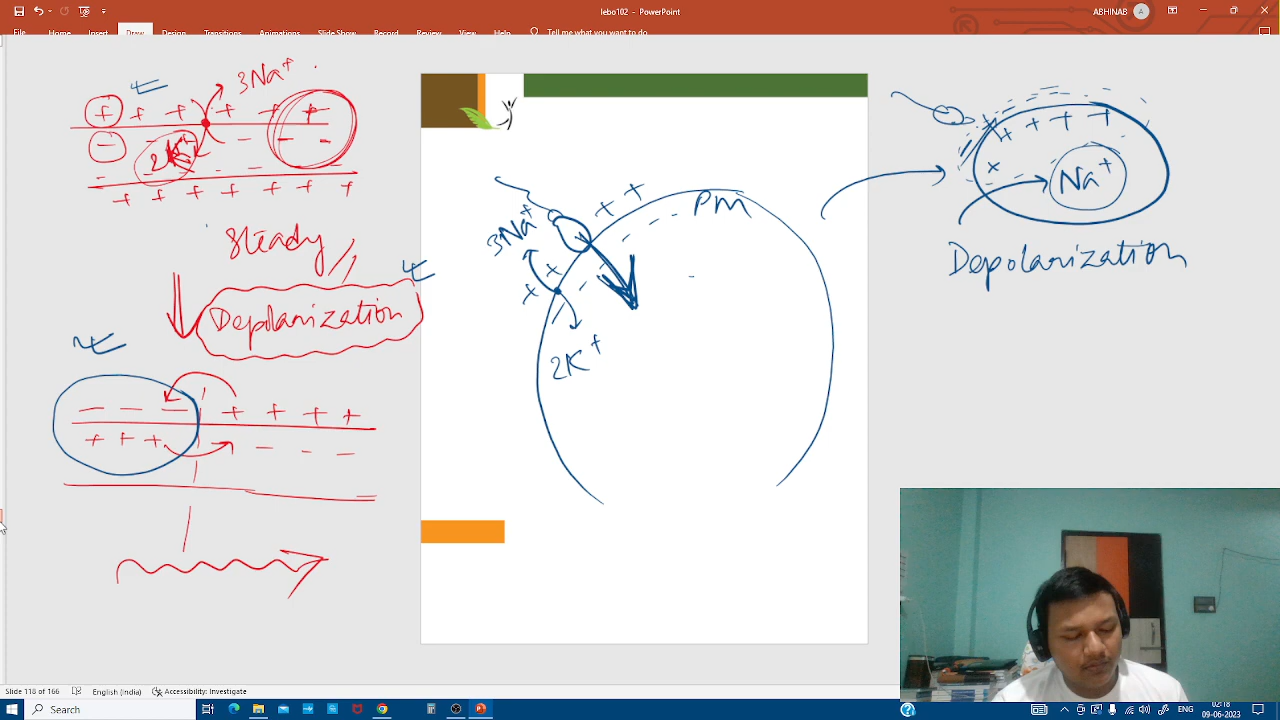 lebo102 - PowerPoint
ABHINAB A
File Home Insert Draw Design Transitions Animations Slide Show Record Review View Help Tell me what you want to do
3Na+
+ + + + + +
2K+
+ + + + + + +
Steady
Depolarization
+ + + +
+ + +
PM
+ +
3Na+
+ +
2K+
+ + + +
Na+
Depolarization
Slide 118 of 166 English (India) Accessibility: Investigate
Search
ENG
02:18
09-06-2023